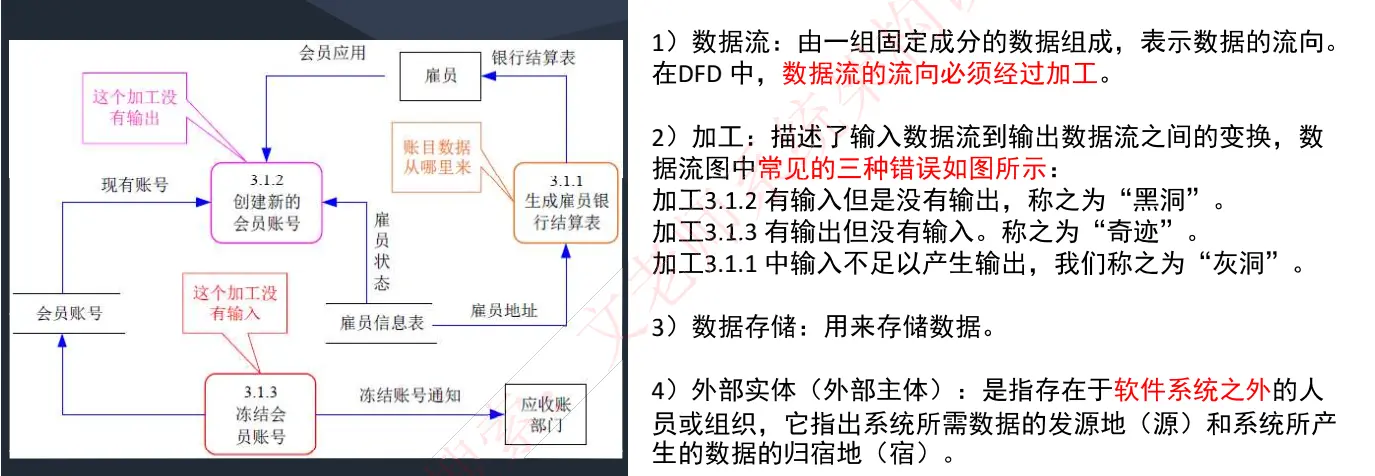 会员应用
雇员
银行结算表
这个加工没
有输出
账目数据
从哪里来
现有账号
3.1.2
创建新的
会员账号
3.1.1
生成雇员银
行结算表
雇员状态
会员账号
这个加工没
有输入
雇员信息表
雇员地址
3.1.3
冻结会
员账号
冻结账号通知
应收账
部门
1）数据流：由一组固定成分的数据组成，表示数据的流向。
在DFD 中，数据流的流向必须经过加工。
2）加工：描述了输入数据流到输出数据流之间的变换，数
据流图中常见的三种错误如图所示：
加工3.1.2 有输入但是没有输出，称之为“黑洞”。
加工3.1.3 有输出但没有输入。称之为“奇迹”。
加工3.1.1 中输入不足以产生输出，我们称之为“灰洞”。
3）数据存储：用来存储数据。
4）外部实体（外部主体）：是指存在于软件系统之外的人
员或组织，它指出系统所需数据的发源地（源）和系统所产
生的数据的归宿地（宿）。
文老师